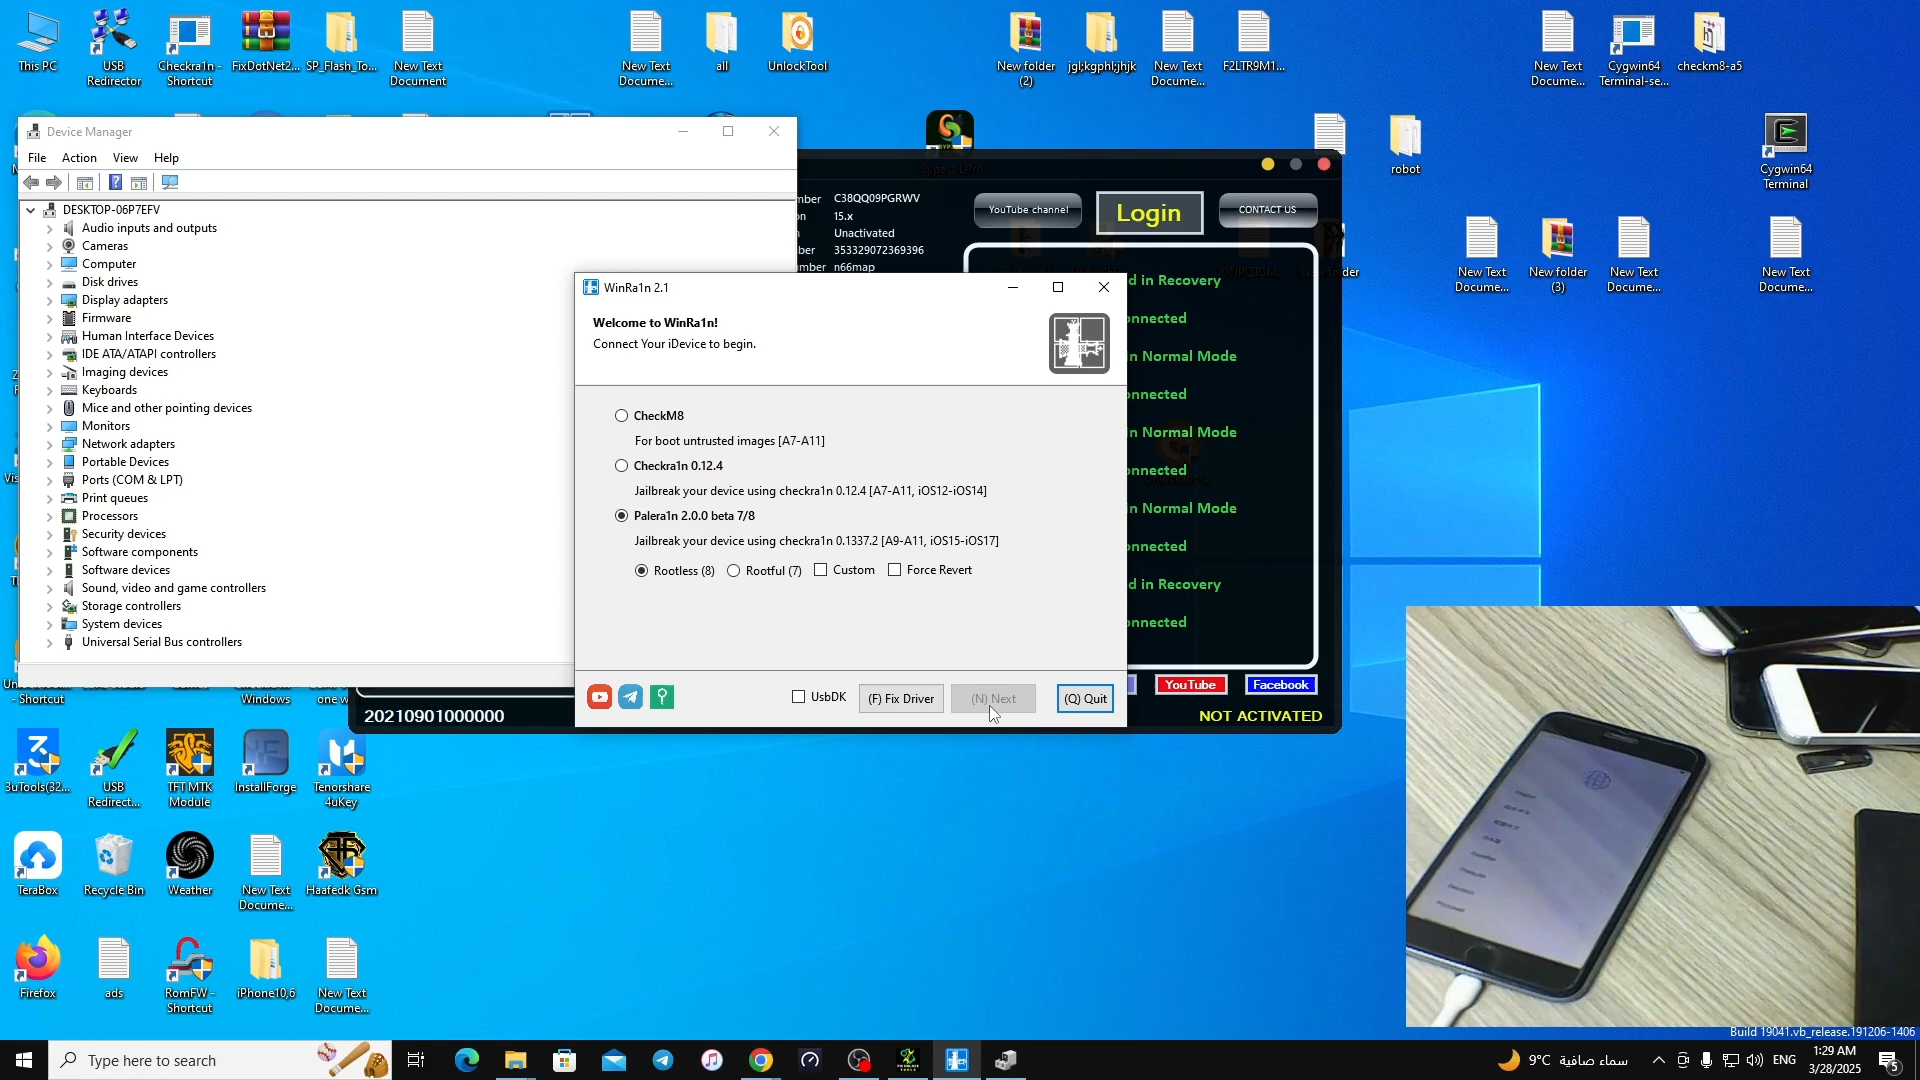 This PC
USB
Redirector
Checkra1n -
Shortcut
FixDotNet2...
SP_Flash_To...
New Text
Document
New Text
Docume...
all
UnlockTool
New folder
(2)
jgl;kgphl;jhjk
New Text
Docume...
F2LTR9M1...
New Text
Docume...
Cygwin64
Terminal-se...
checkm8-a5
robot
Cygwin64
Terminal
New Text
Docume...
New folder
(3)
New Text
Docume...
New Text
Docume...
Device Manager
File
Action
View
Help
DESKTOP-06P7EFV
Audio inputs and outputs
Cameras
Computer
Disk drives
Display adapters
Firmware
Human Interface Devices
IDE ATA/ATAPI controllers
Imaging devices
Keyboards
Mice and other pointing devices
Monitors
Network adapters
Portable Devices
Ports (COM & LPT)
Print queues
Processors
Security devices
Software components
Software devices
Sound, video and game controllers
Storage controllers
System devices
Universal Serial Bus controllers
mber C38QQ09PGRWV
on 15.x
Unactivated
ber 353329072369396
umber n66map
YouTube channel
Login
CONTACT US
d in Recovery
onnected
n Normal Mode
onnected
n Normal Mode
onnected
n Normal Mode
onnected
d in Recovery
onnected
YouTube
Facebook
20210901000000
NOT ACTIVATED
WinRa1n 2.1
Welcome to WinRa1n!
Connect Your iDevice to begin.
CheckM8
For boot untrusted images [A7-A11]
Checkra1n 0.12.4
Jailbreak your device using checkra1n 0.12.4 [A7-A11, iOS12-iOS14]
Palera1n 2.0.0 beta 7/8
Jailbreak your device using checkra1n 0.1337.2 [A9-A11, iOS15-iOS17]
Rootless (8)
Rootful (7)
Custom
Force Revert
UsbDK
(F) Fix Driver
(N) Next
(Q) Quit
- Shortcut
Windows
one w
3uTools(32...
USB
Redirect...
TFT MTK
Module
InstallForge
Tenorshare
4uKey
TeraBox
Recycle Bin
Weather
New Text
Docume...
Haafedk Gsm
Firefox
ads
RomFW -
Shortcut
iPhone10,6
New Text
Docume...
Build 19041.vb_release.191206-1406
Type here to search
9°C سماء صافية
ENG
1:29 AM
3/28/2025
5